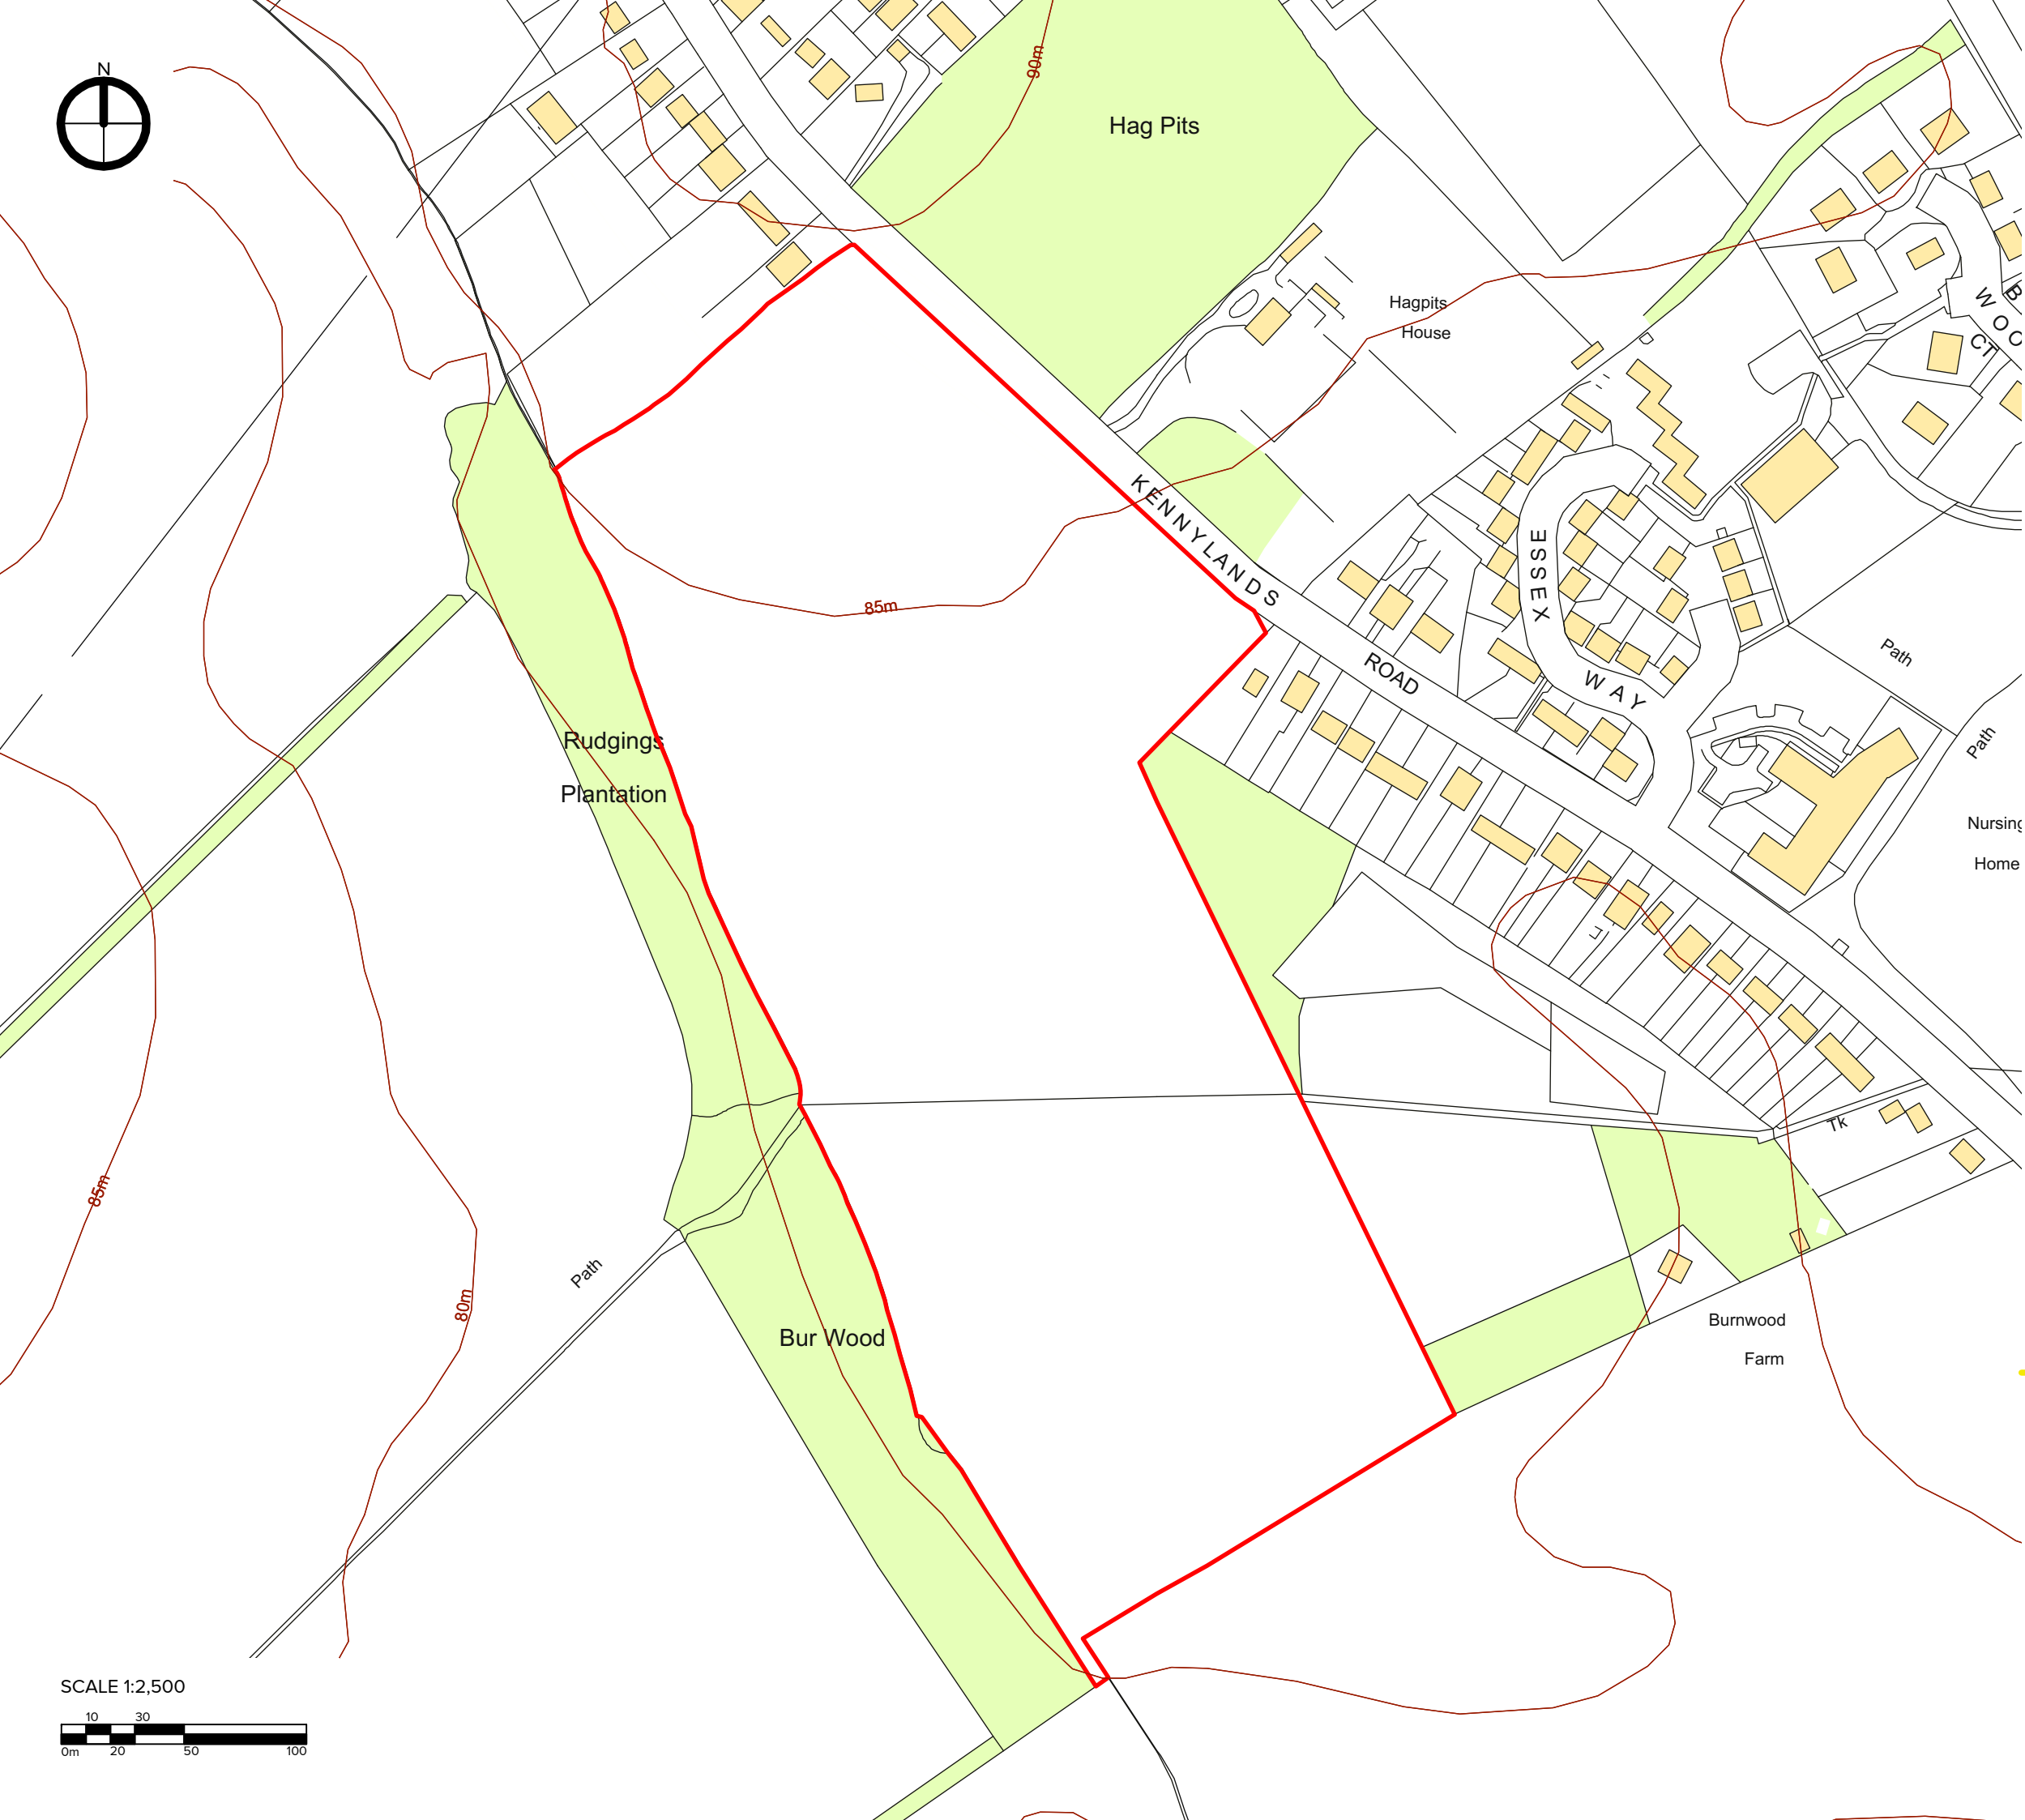 N
90m
Hag Pits
Hagpits
House
WOO
CT
KENNYLANDS
ROAD
ESSEX
WAY
85m
Path
Path
Rudgings
Plantation
Nursing
Home
Tk
85m
80m
Path
Bur Wood
Burnwood
Farm
SCALE 1:2,500
10 30
0m 20 50 100